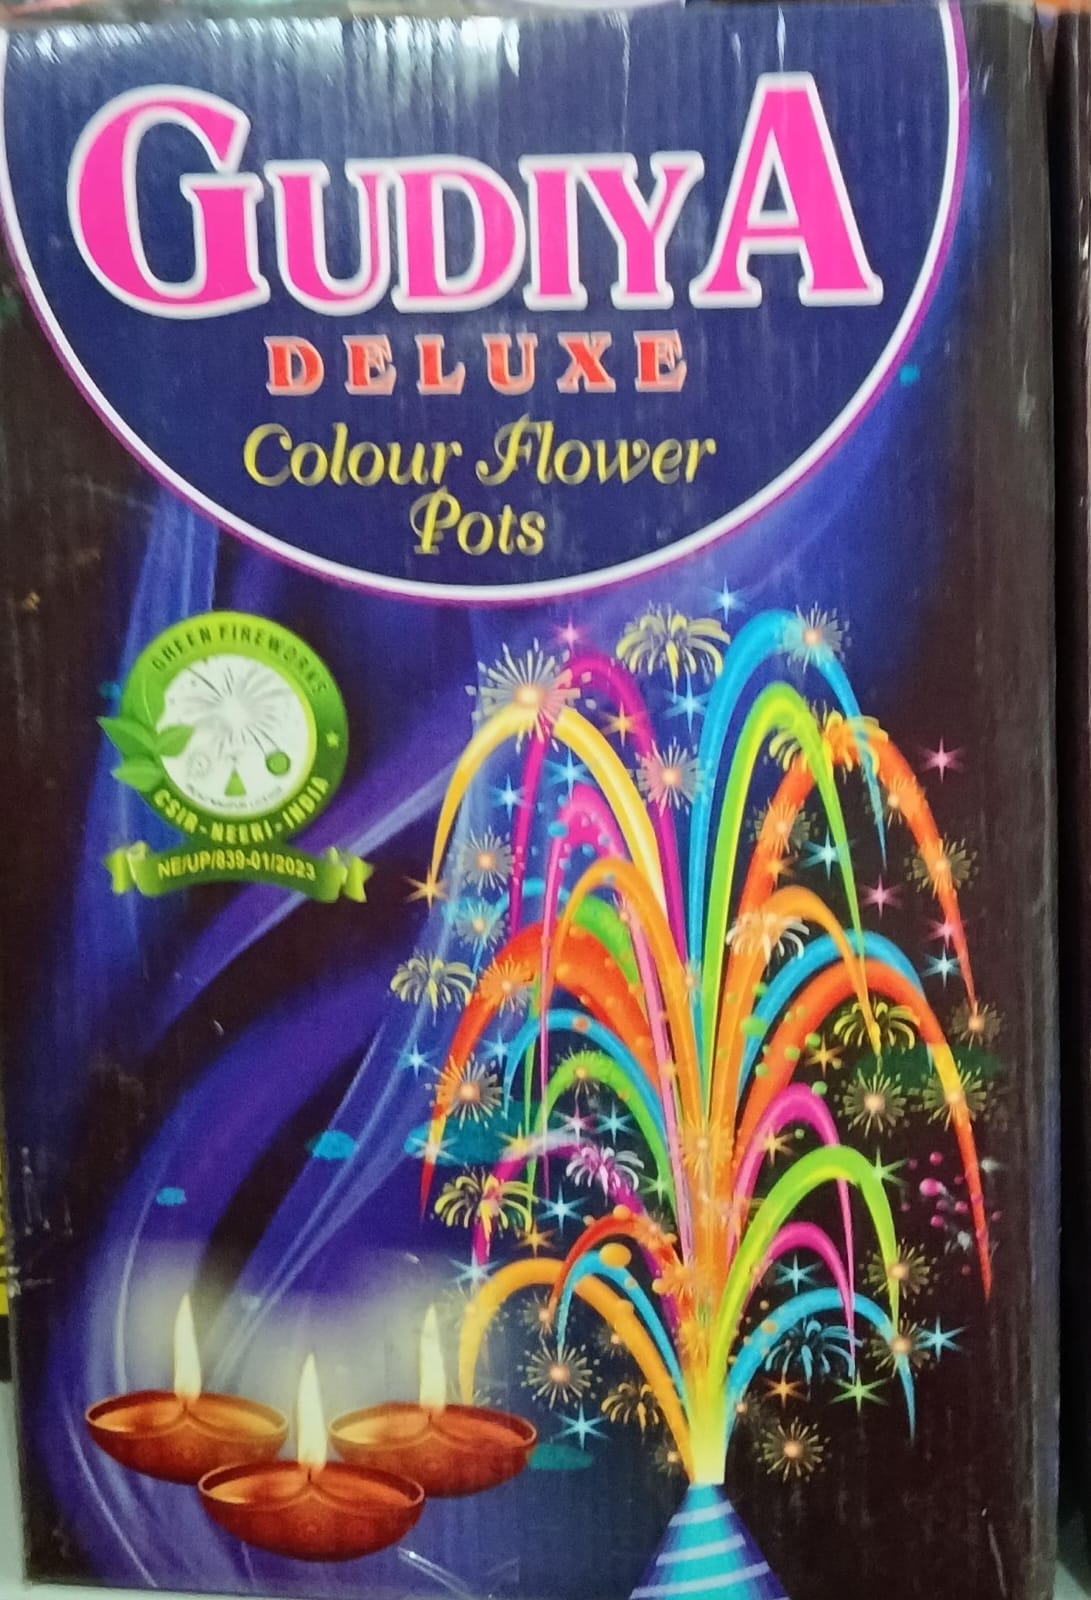 GUDIYA
DELUXE
Colour Flower
Pots
GREEN FIREWORKS
CSIR - NEERI - INDIA
NE/UP/839-01/2023